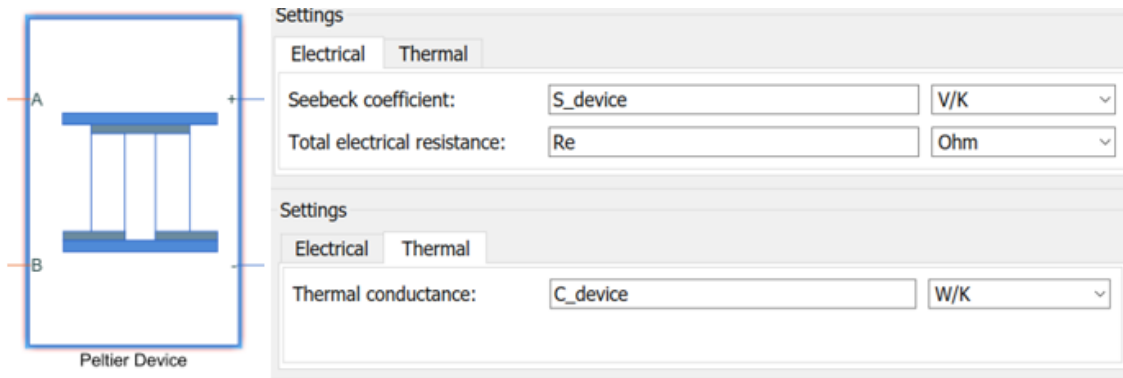 A
+
B
-
Peltier Device
Settings
Electrical Thermal
Seebeck coefficient: S_device V/K
Total electrical resistance: Re Ohm
Settings
Electrical Thermal
Thermal conductance: C_device W/K